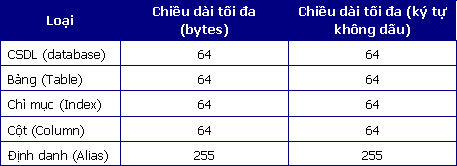 Loại Chiều dài tối đa (bytes) Chiều dài tối đa (ký tự không dấu)
CSDL (database) 64 64
Bảng (Table) 64 64
Chỉ mục (Index) 64 64
Cột (Column) 64 64
Định danh (Alias) 255 255